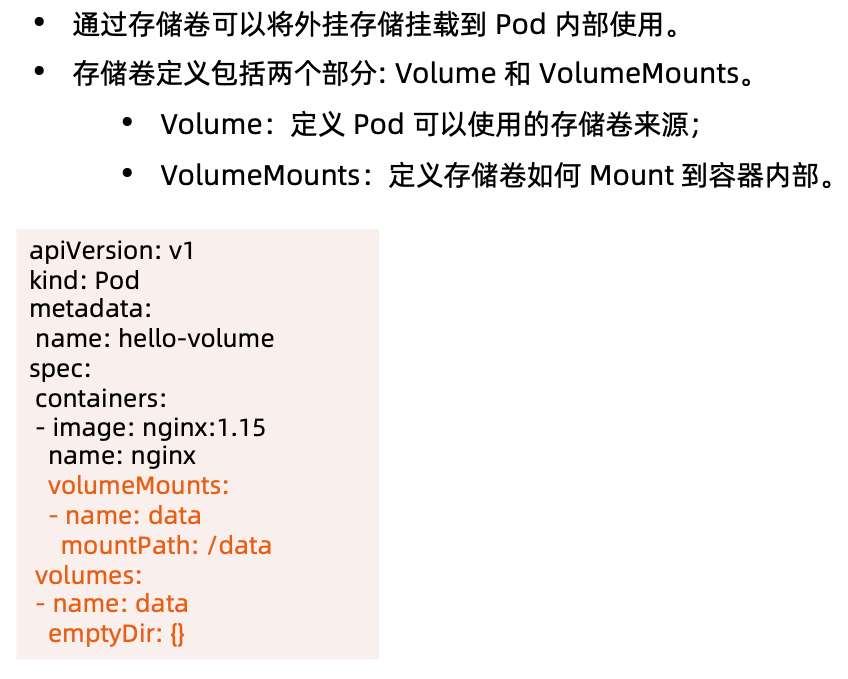 • 通过存储卷可以将外挂存储挂载到 Pod 内部使用。
• 存储卷定义包括两个部分: Volume 和 VolumeMounts。
• Volume：定义 Pod 可以使用的存储卷来源；
• VolumeMounts：定义存储卷如何 Mount 到容器内部。
apiVersion: v1
kind: Pod
metadata:
 name: hello-volume
spec:
 containers:
 - image: nginx:1.15
   name: nginx
   volumeMounts:
   - name: data
     mountPath: /data
 volumes:
 - name: data
   emptyDir: {}